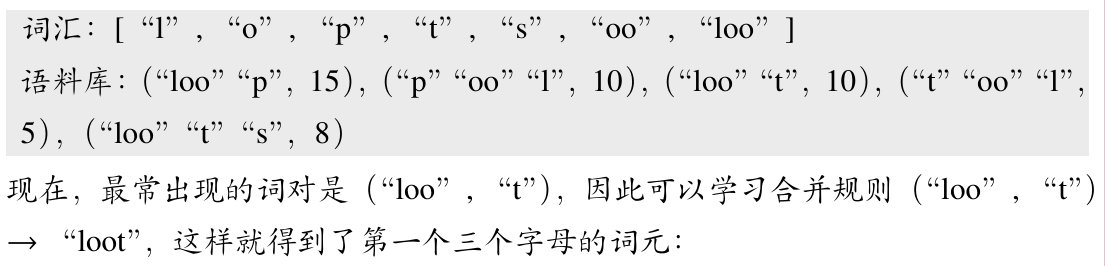 词汇：[ “l” , “o” , “p” , “t” , “s” , “oo” , “loo” ]
语料库：(“loo” “p”, 15), (“p” “oo” “l”, 10), (“loo” “t”, 10), (“t” “oo” “l”,
5), (“loo” “t” “s”, 8)
现在，最常出现的词对是 (“loo” , “t”)，因此可以学习合并规则 (“loo” , “t”)
→ “loot”，这样就得到了第一个三个字母的词元：